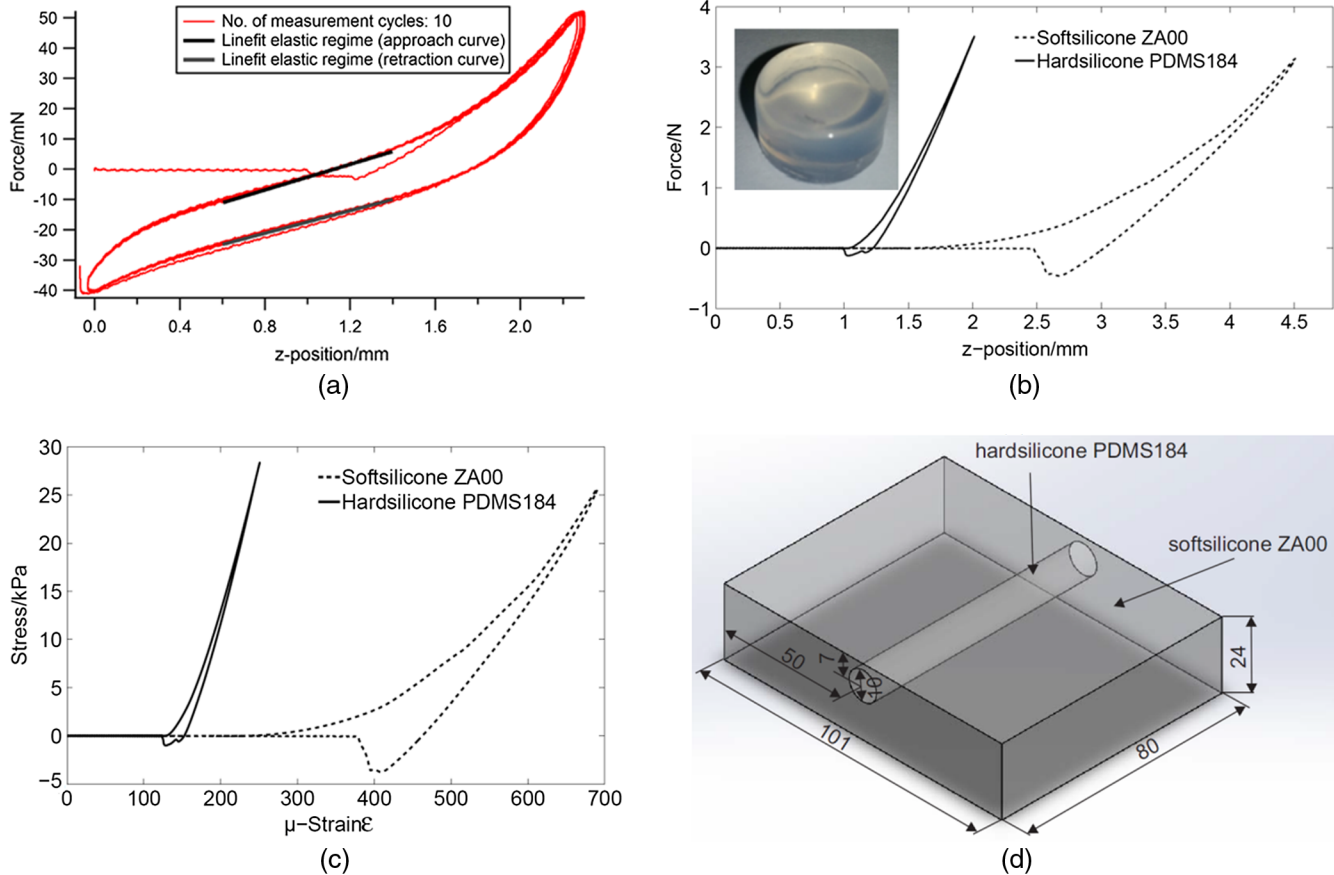 No. of measurement cycles: 10
Linefit elastic regime (approach curve)
Linefit elastic regime (retraction curve)
50
40
30
20
10
0
-10
-20
-30
-40
Force/mN
0.0 0.4 0.8 1.2 1.6 2.0
z-position/mm
(a)
Softsilicone ZA00
Hardsilicone PDMS184
4
3
2
1
0
−1
Force/N
0 0.5 1 1.5 2 2.5 3 3.5 4 4.5
z−position/mm
(b)
Softsilicone ZA00
Hardsilicone PDMS184
30
25
20
15
10
5
0
−5
Stress/kPa
0 100 200 300 400 500 600 700
μ−Strainε
(c)
hardsilicone PDMS184
softsilicone ZA00
50
7
10
24
101
80
(d)